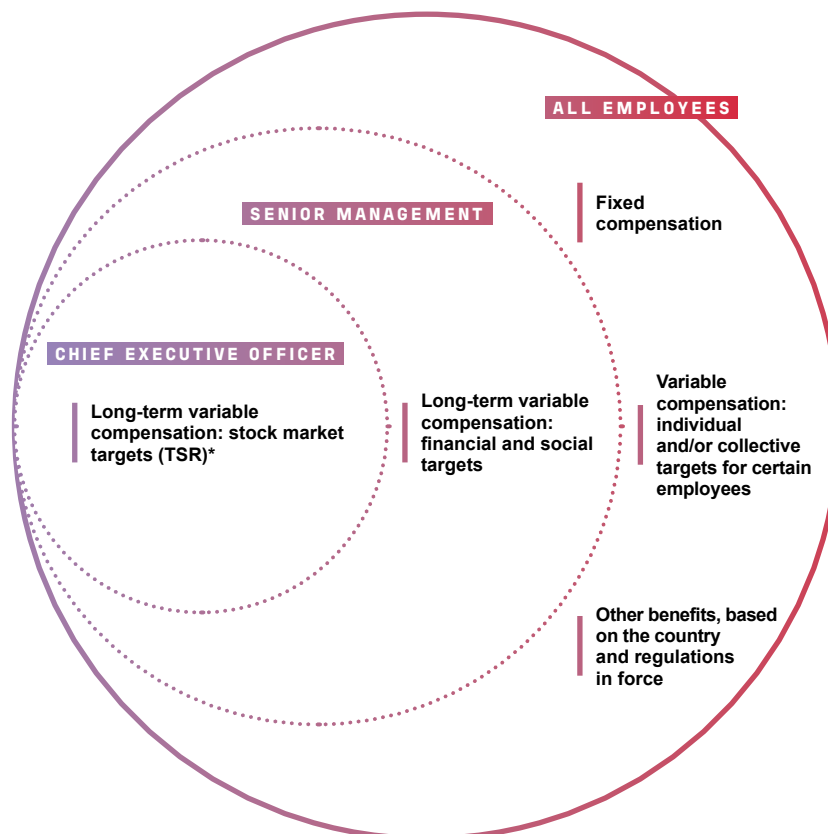 ALL EMPLOYEES
Fixed
compensation
SENIOR MANAGEMENT
CHIEF EXECUTIVE OFFICER
Long-term variable
compensation: stock market
targets (TSR)*
Long-term variable
compensation:
financial and social
targets
Variable
compensation:
individual
and/or collective
targets for certain
employees
Other benefits, based
on the country
and regulations
in force